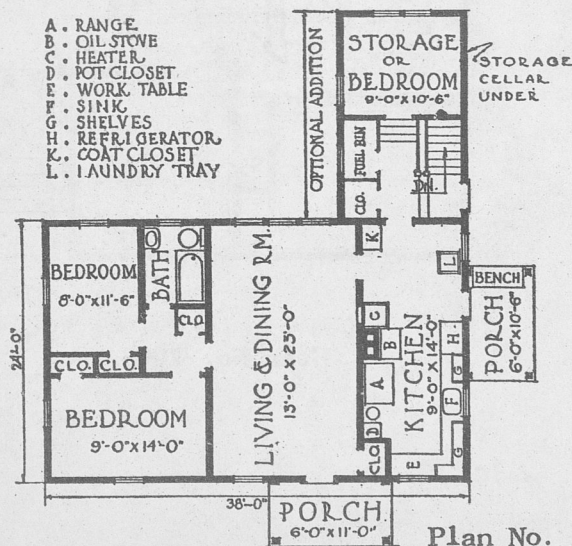 A. RANGE
B. OIL STOVE
C. HEATER
D. POT CLOSET
E. WORK TABLE
F. SINK
G. SHELVES
H. REFRIGERATOR
K. COAT CLOSET
L. LAUNDRY TRAY
OPTIONAL ADDITION
STORAGE
OR
BEDROOM
9'-0"X10'-6"
STORAGE
CELLAR
UNDER
FUEL BIN
CLO.
DN.
K
L
BEDROOM
8'-0"X11'-6"
BATH
CLO.
CLO.
CLO.
BEDROOM
9'-0"X14'-0"
24'-0"
LIVING & DINING RM.
13'-0"X23'-0"
C
B
A
D
CLO.
KITCHEN
9'-0"X14'-0"
H
G
F
G
E
BENCH
PORCH
6'-0"X10'-6"
38'-0"
PORCH
6'-0"X11'-0"
Plan No.